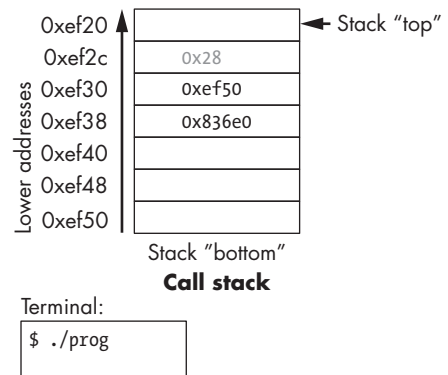 0xef20
Stack “top”
0xef2c 0x28
0xef30 0xef50
0xef38 0x836e0
0xef40
0xef48
0xef50
Lower addresses
Stack “bottom”
Call stack
Terminal:
$ ./prog